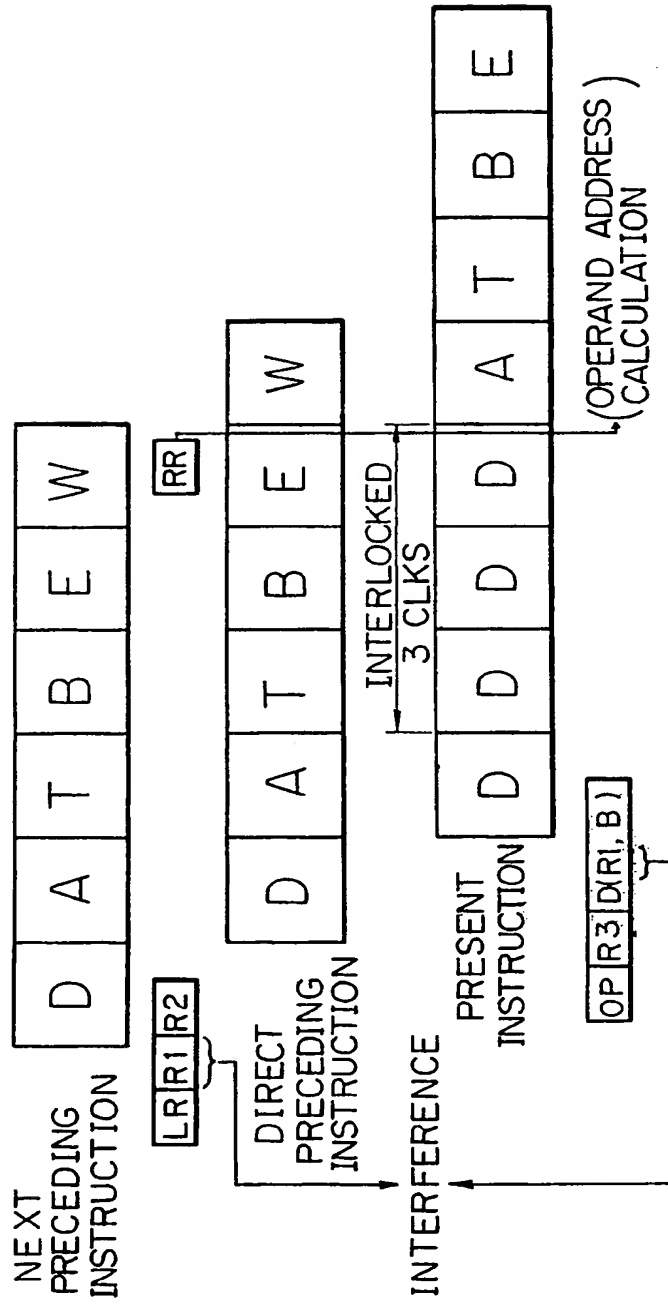 NEXT
PRECEDING
INSTRUCTION
D A T B E W
LR R1 R2
RR
DIRECT
PRECEDING
INSTRUCTION
D A T B E W
INTERFERENCE
INTERLOCKED
3 CLKS
PRESENT
INSTRUCTION
D D D D A T B E
OP R3 D(R1, B)
(OPERAND ADDRESS)
(CALCULATION